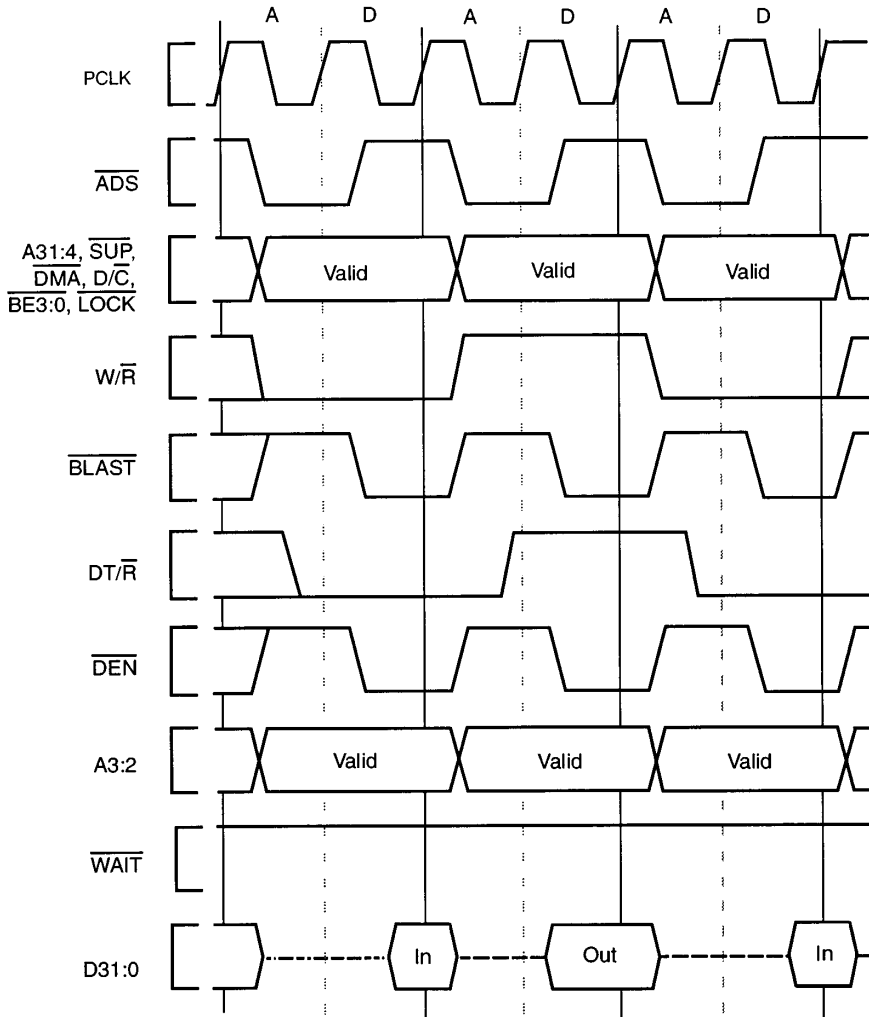 A D A D A D
PCLK
ADS
A31:4, SUP,
DMA, D/C,
BE3:0, LOCK
Valid Valid Valid
W/R
BLAST
DT/R
DEN
A3:2
Valid Valid Valid
WAIT
D31:0
In Out In